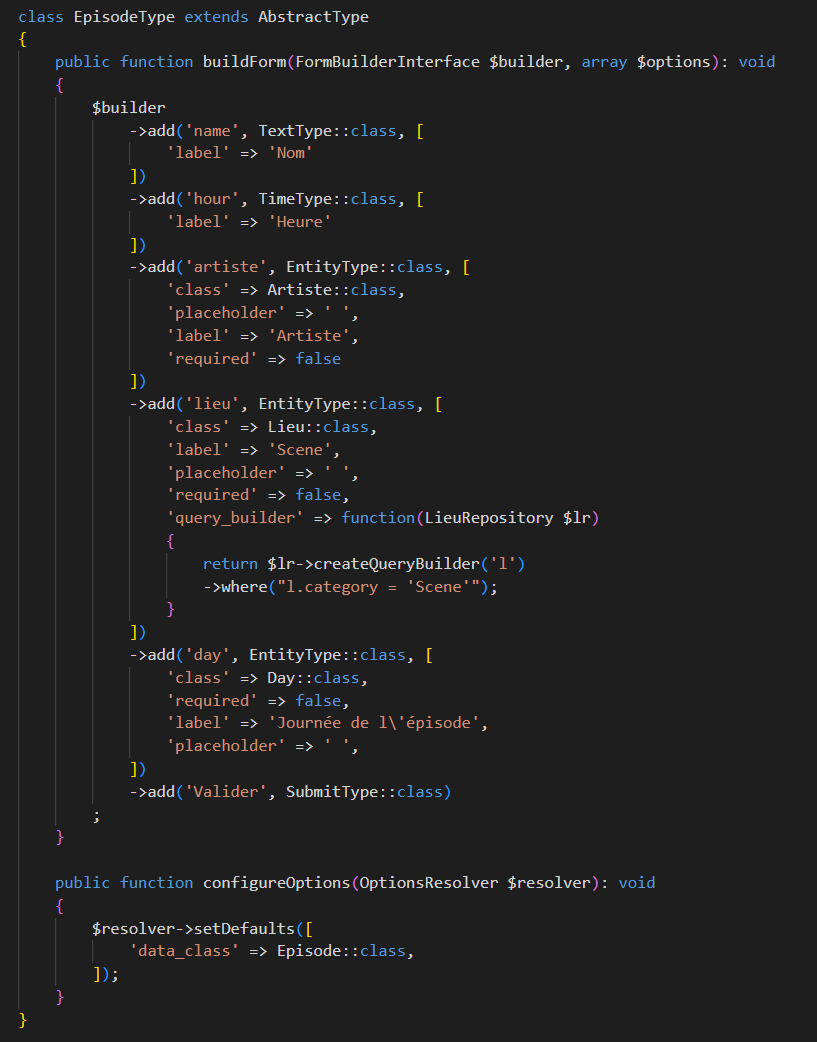 class EpisodeType extends AbstractType
{
    public function buildForm(FormBuilderInterface $builder, array $options): void
    {
        $builder
            ->add('name', TextType::class, [
                'label' => 'Nom'
            ])
            ->add('hour', TimeType::class, [
                'label' => 'Heure'
            ])
            ->add('artiste', EntityType::class, [
                'class' => Artiste::class,
                'placeholder' => ' ',
                'label' => 'Artiste',
                'required' => false
            ])
            ->add('lieu', EntityType::class, [
                'class' => Lieu::class,
                'label' => 'Scene',
                'placeholder' => ' ',
                'required' => false,
                'query_builder' => function(LieuRepository $lr)
                {
                    return $lr->createQueryBuilder('l')
                    ->where("l.category = 'Scene'");
                }
            ])
            ->add('day', EntityType::class, [
                'class' => Day::class,
                'required' => false,
                'label' => 'Journée de l\'épisode',
                'placeholder' => ' ',
            ])
            ->add('Valider', SubmitType::class)
        ;
    }

    public function configureOptions(OptionsResolver $resolver): void
    {
        $resolver->setDefaults([
            'data_class' => Episode::class,
        ]);
    }
}